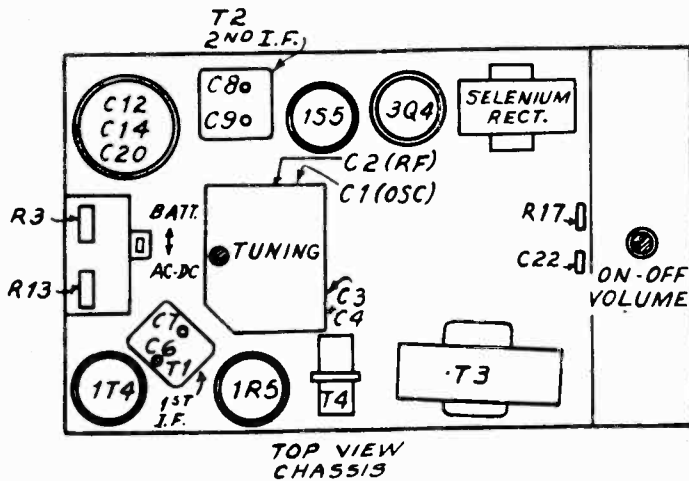 T2
2ND I.F.
C8
C9
C12
C14
C20
1S5
3Q4
SELENIUM
RECT.
C2 (RF)
C1 (OSC)
R3
BATT.
AC-DC
R13
TUNING
R17
C22
ON-OFF
VOLUME
C3
C4
C7
C6
T1
1ST
I.F.
1T4
1R5
T4
T3
TOP VIEW
CHASSIS